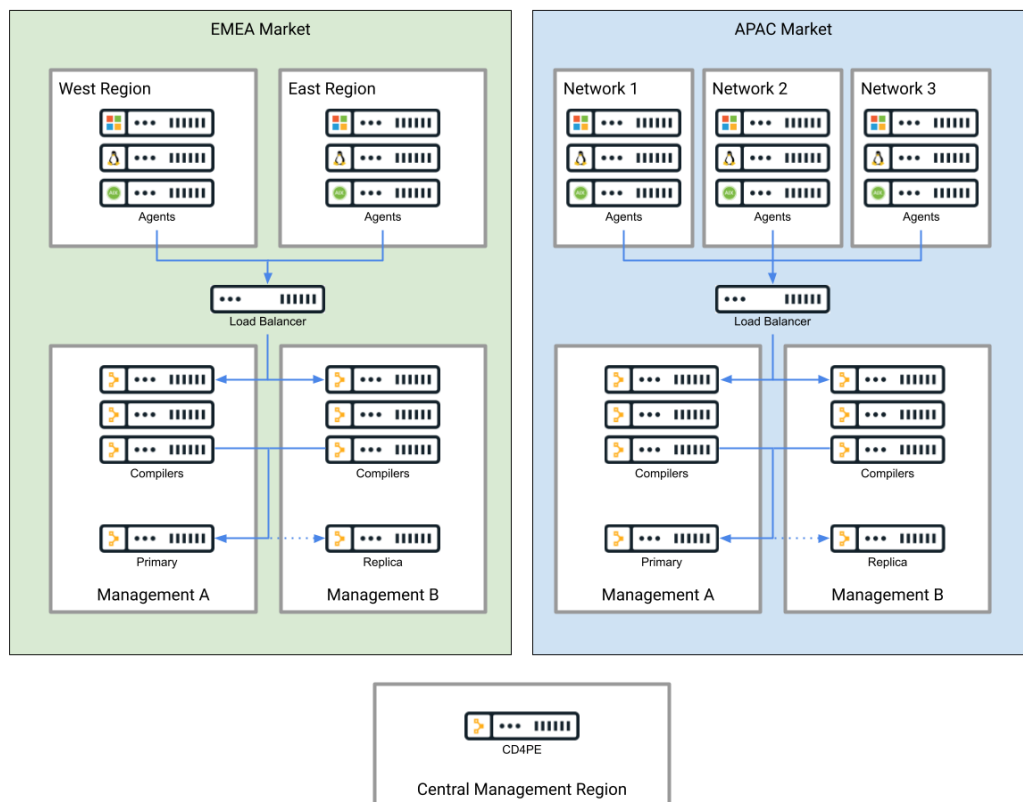 EMEA Market
West Region
Agents
East Region
Agents
Load Balancer
Compilers
Primary
Management A
Compilers
Replica
Management B
APAC Market
Network 1
Agents
Network 2
Agents
Network 3
Agents
Load Balancer
Compilers
Primary
Management A
Compilers
Replica
Management B
CD4PE
Central Management Region